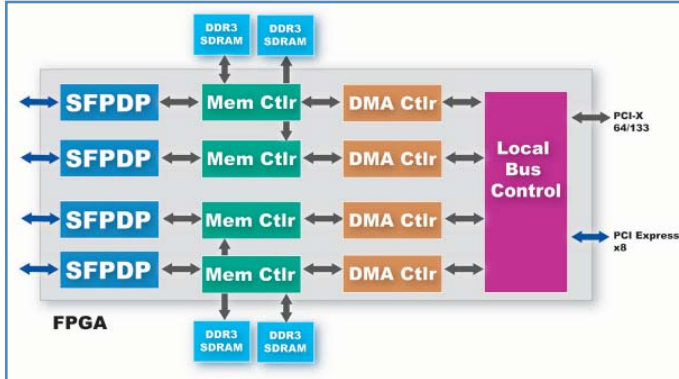 DDR3
SDRAM
DDR3
SDRAM
SFPDP
Mem Ctlr
DMA Ctlr
SFPDP
Mem Ctlr
DMA Ctlr
SFPDP
Mem Ctlr
DMA Ctlr
SFPDP
Mem Ctlr
DMA Ctlr
Local
Bus
Control
PCI-X
64/133
PCI Express
x8
FPGA
DDR3
SDRAM
DDR3
SDRAM